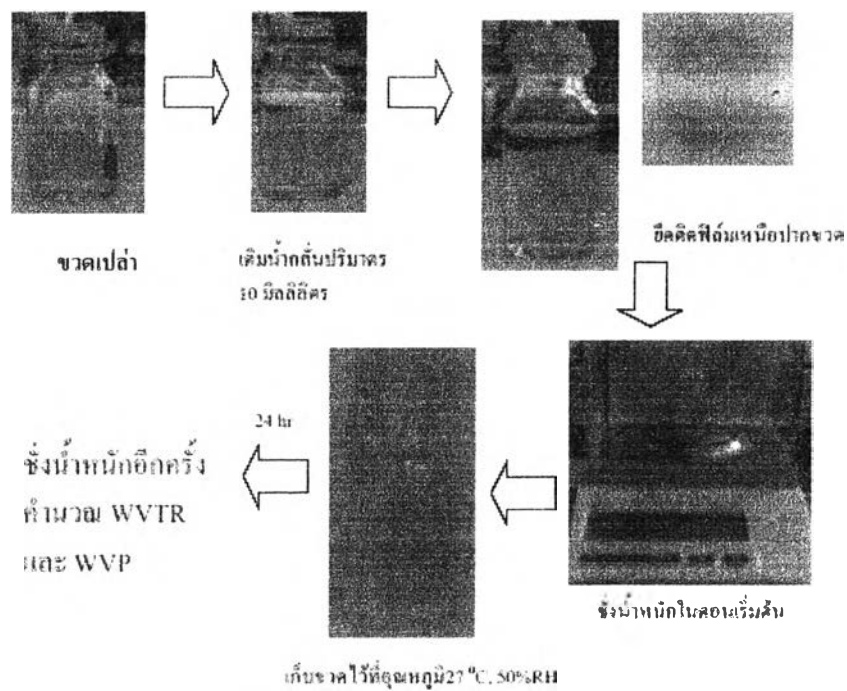 ขวดเปล่า
เติมน้ำกลั่นปริมาตร
10 มิลลิลิตร
ยึดติดฟิล์มเหนือปากขวด
ชั่งน้ำหนักในตอนเริ่มต้น
เก็บขวดไว้ที่อุณหภูมิ27 °C, 50%RH
24 hr
ชั่งน้ำหนักอีกครั้ง
คำนวณ WVTR
และ WVP